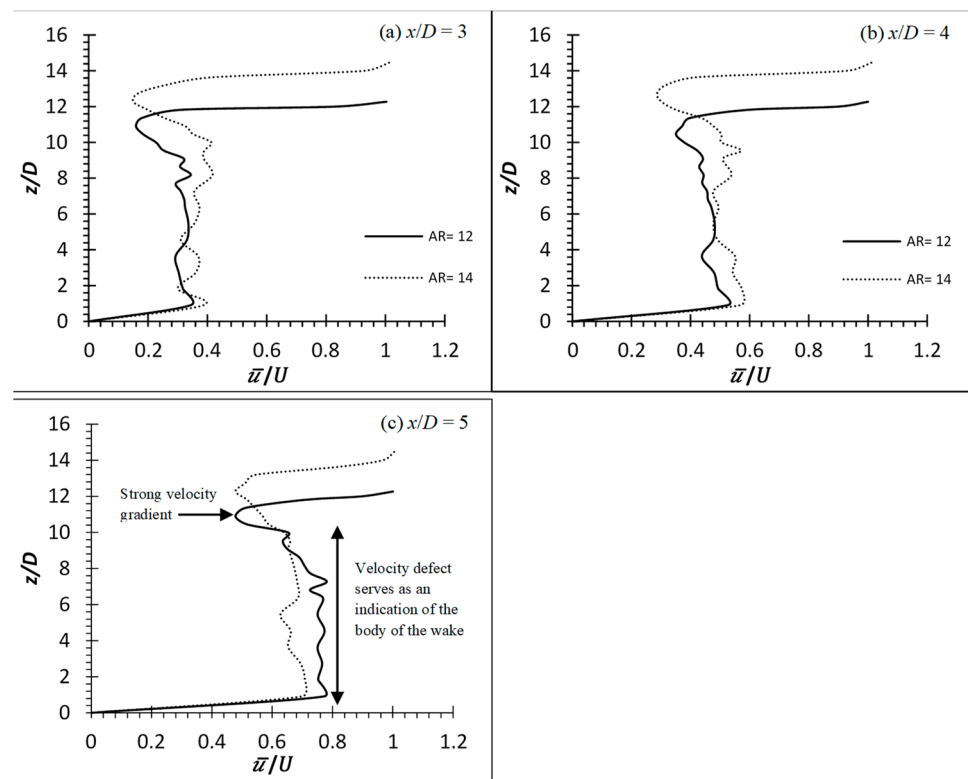 (a) x/D = 3
16
14
12
10
8
6
4
2
0
z/D
AR= 12
AR= 14
0 0.2 0.4 0.6 0.8 1 1.2
u̅/U
(b) x/D = 4
16
14
12
10
8
6
4
2
0
z/D
AR= 12
AR= 14
0 0.2 0.4 0.6 0.8 1 1.2
u̅/U
(c) x/D = 5
16
14
12
10
8
6
4
2
0
z/D
Strong velocity
gradient
Velocity defect
serves as an
indication of the
body of the wake
0 0.2 0.4 0.6 0.8 1 1.2
u̅/U